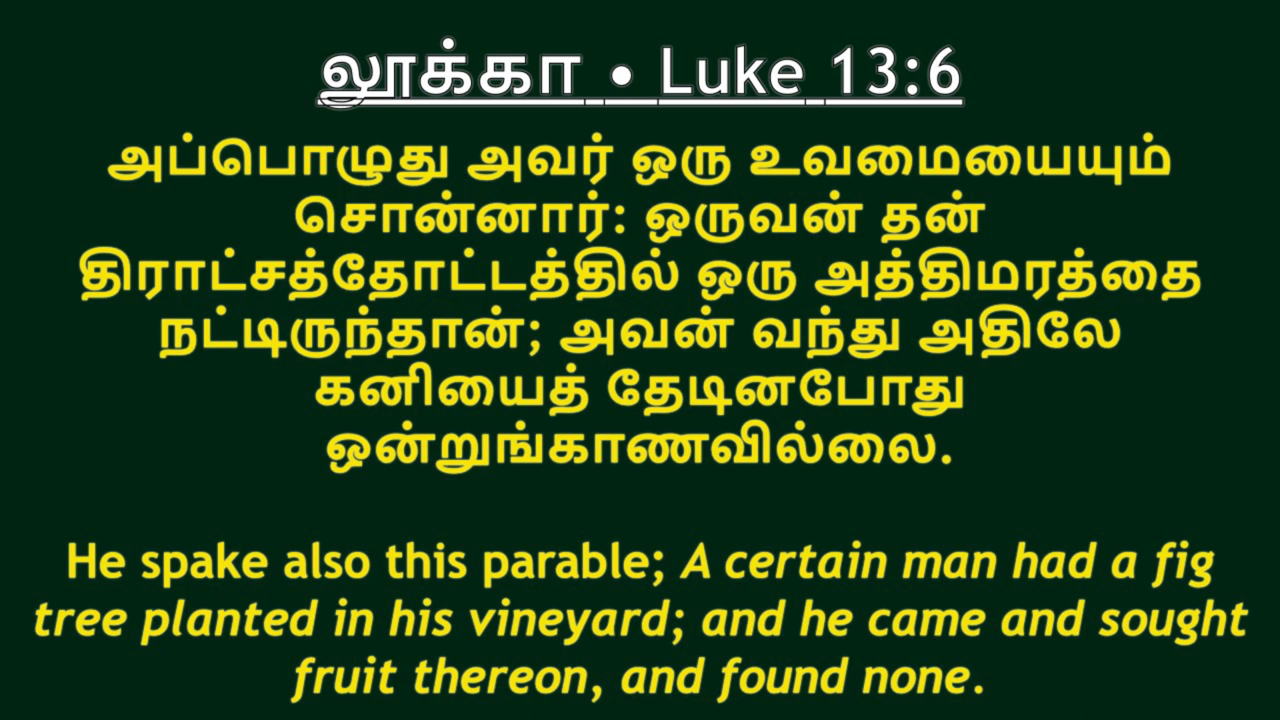 லூக்கா • Luke 13:6
அப்பொழுது அவர் ஒரு உவமையையும்
சொன்னார்: ஒருவன் தன்
திராட்சத்தோட்டத்தில் ஒரு அத்திமரத்தை
நட்டிருந்தான்; அவன் வந்து அதிலே
கனியைத் தேடினபோது
ஒன்றுங்காணவில்லை.
He spake also this parable; A certain man had a fig
tree planted in his vineyard; and he came and sought
fruit thereon, and found none.